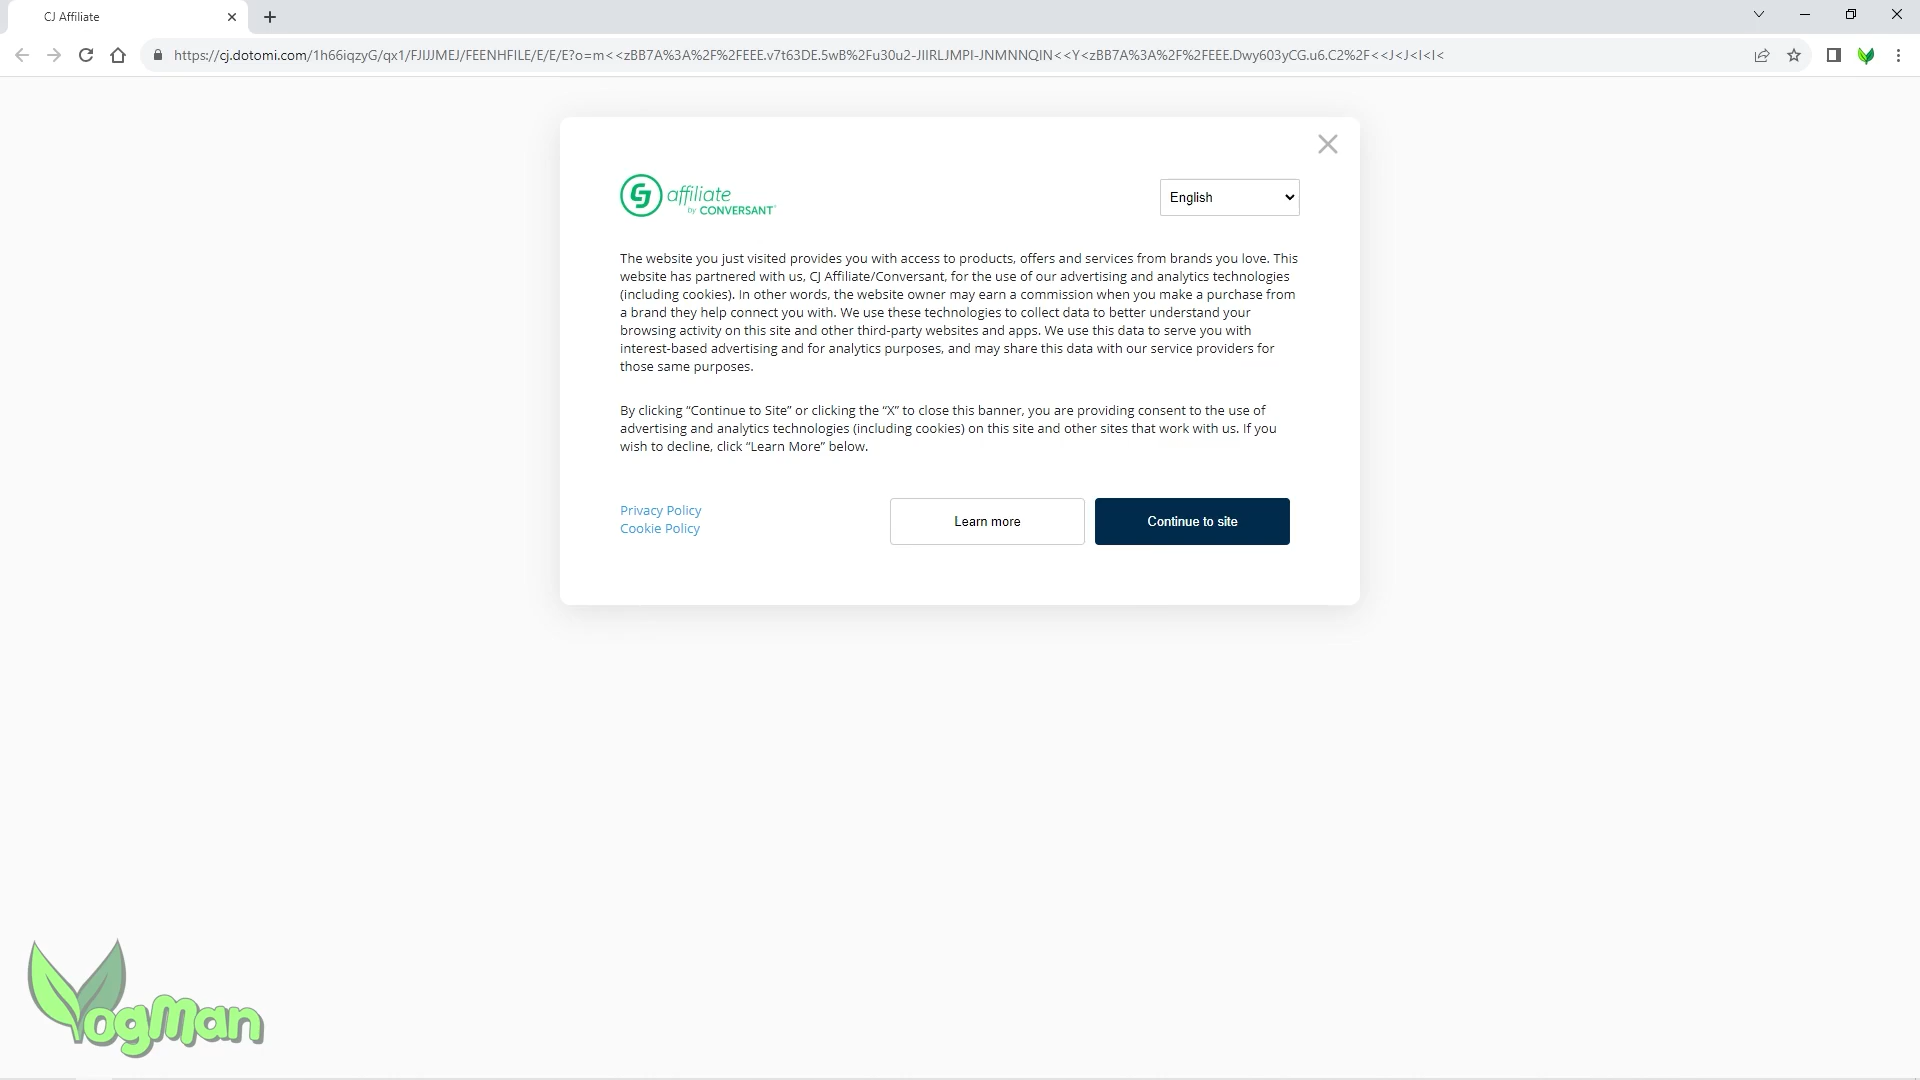 CJ Affiliate
https://cj.dotomi.com/1h66iqzyG/qx1/FJIJJMEJ/FEENHFILE/E/E/E?o=m<<zBB7A%3A%2F%2FEEE.v7t63DE.5wB%2Fu30u2-JIIRLJMPI-JNMNNQIN<<Y<zBB7A%3A%2F%2FEEE.Dwy603yCG.u6.C2%2F<<J<J<I<I<
affiliate
by CONVERSANT
English
The website you just visited provides you with access to products, offers and services from brands you love. This
website has partnered with us, CJ Affiliate/Conversant, for the use of our advertising and analytics technologies
(including cookies). In other words, the website owner may earn a commission when you make a purchase from
a brand they help connect you with. We use these technologies to collect data to better understand your
browsing activity on this site and other third-party websites and apps. We use this data to serve you with
interest-based advertising and for analytics purposes, and may share this data with our service providers for
those same purposes.
By clicking “Continue to Site” or clicking the “X” to close this banner, you are providing consent to the use of
advertising and analytics technologies (including cookies) on this site and other sites that work with us. If you
wish to decline, click “Learn More” below.
Privacy Policy
Cookie Policy
Learn more
Continue to site
YogMan